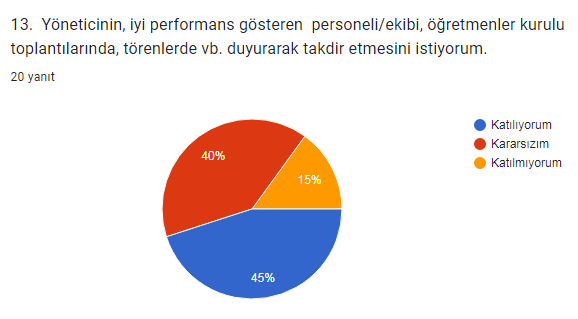 13. Yöneticinin, iyi performans gösteren personeli/ekibi, öğretmenler kurulu
toplantılarında, törenlerde vb. duyurarak takdir etmesini istiyorum.
20 yanıt
Katılıyorum
Kararsızım
Katılmıyorum
40%
15%
45%